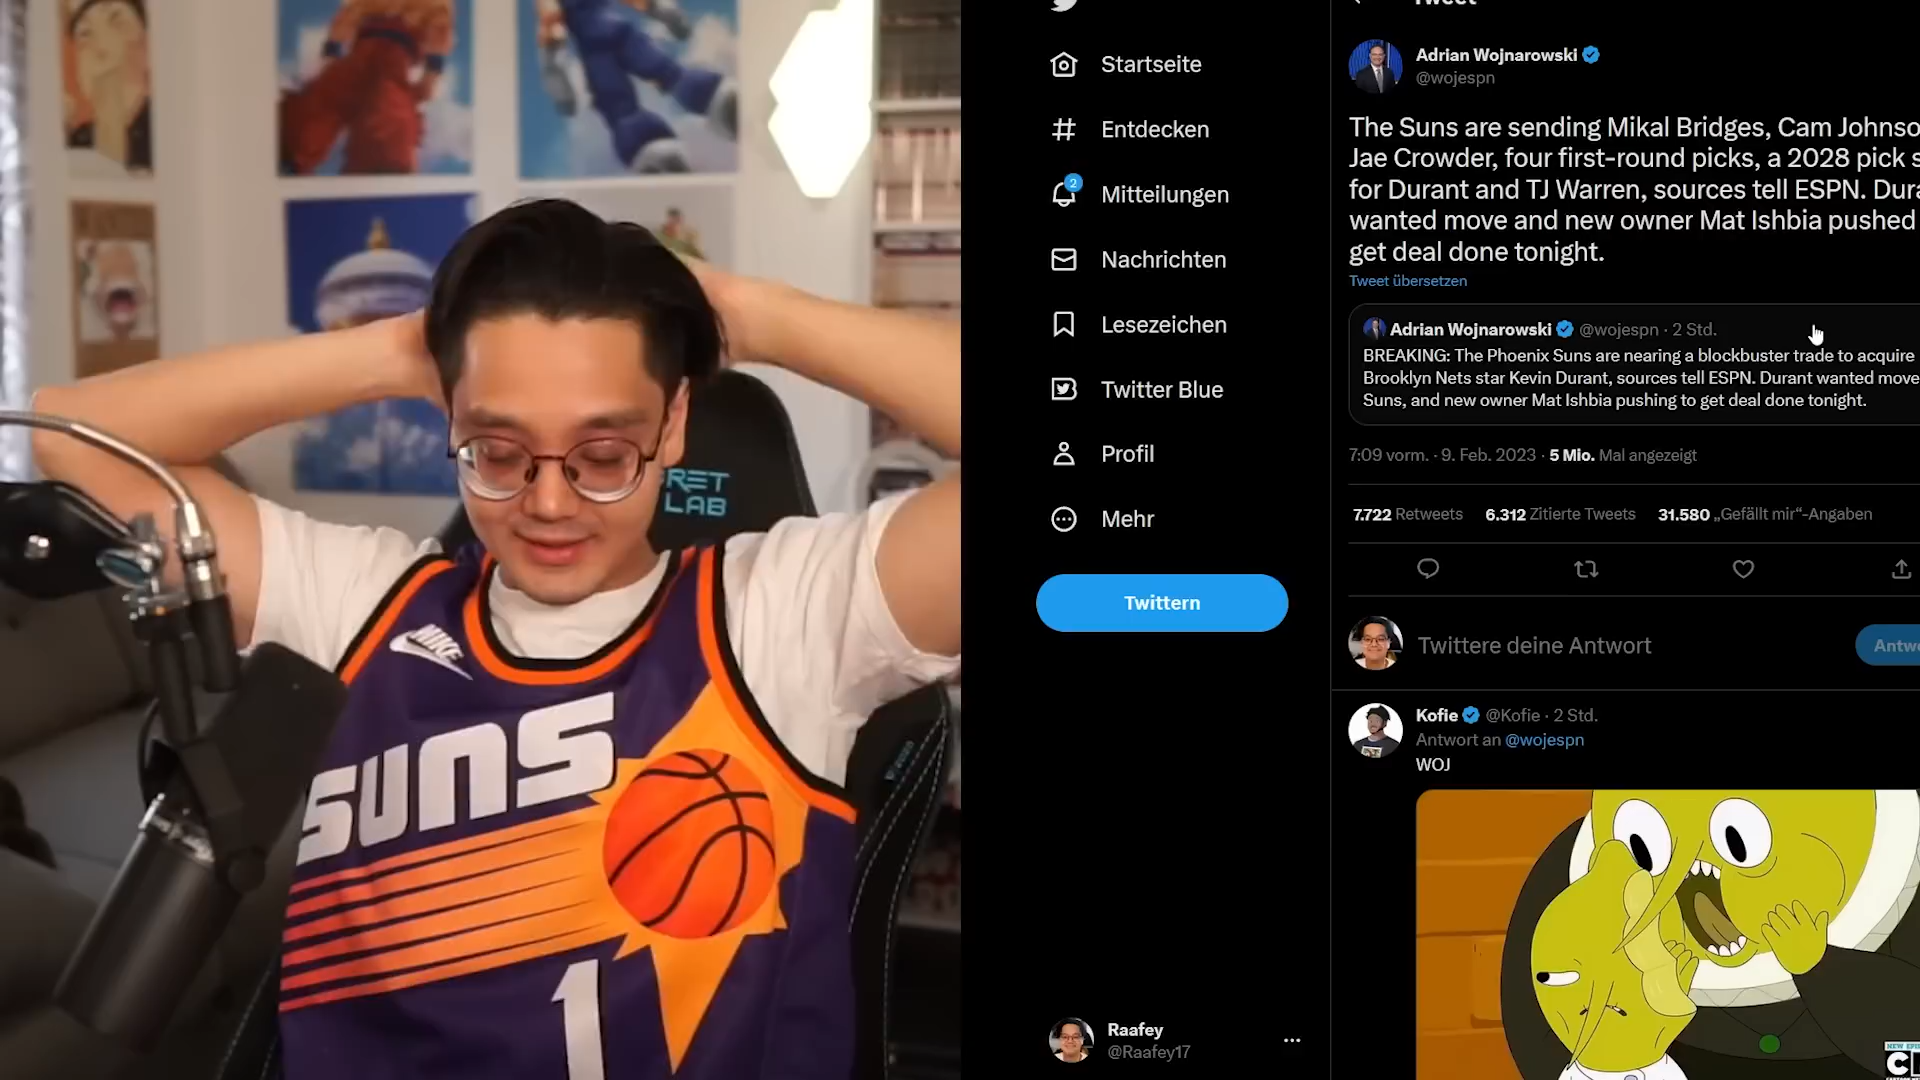 RET
LAB
NIKE
SUNS
1
Startseite
Entdecken
2
Mitteilungen
Nachrichten
Lesezeichen
Twitter Blue
Profil
Mehr
Twittern
Raafey
@Raafey17
Tweet
Adrian Wojnarowski
@wojespn
The Suns are sending Mikal Bridges, Cam Johnso
Jae Crowder, four first-round picks, a 2028 pick s
for Durant and TJ Warren, sources tell ESPN. Dura
wanted move and new owner Mat Ishbia pushed
get deal done tonight.
Tweet übersetzen
Adrian Wojnarowski @wojespn · 2 Std.
BREAKING: The Phoenix Suns are nearing a blockbuster trade to acquire
Brooklyn Nets star Kevin Durant, sources tell ESPN. Durant wanted move
Suns, and new owner Mat Ishbia pushing to get deal done tonight.
7:09 vorm. · 9. Feb. 2023 · 5 Mio. Mal angezeigt
7.722 Retweets 6.312 Zitierte Tweets 31.580 „Gefällt mir“-Angaben
Twittere deine Antwort
Antwo
Kofie @Kofie · 2 Std.
Antwort an @wojespn
WOJ
NEW EPIS
C